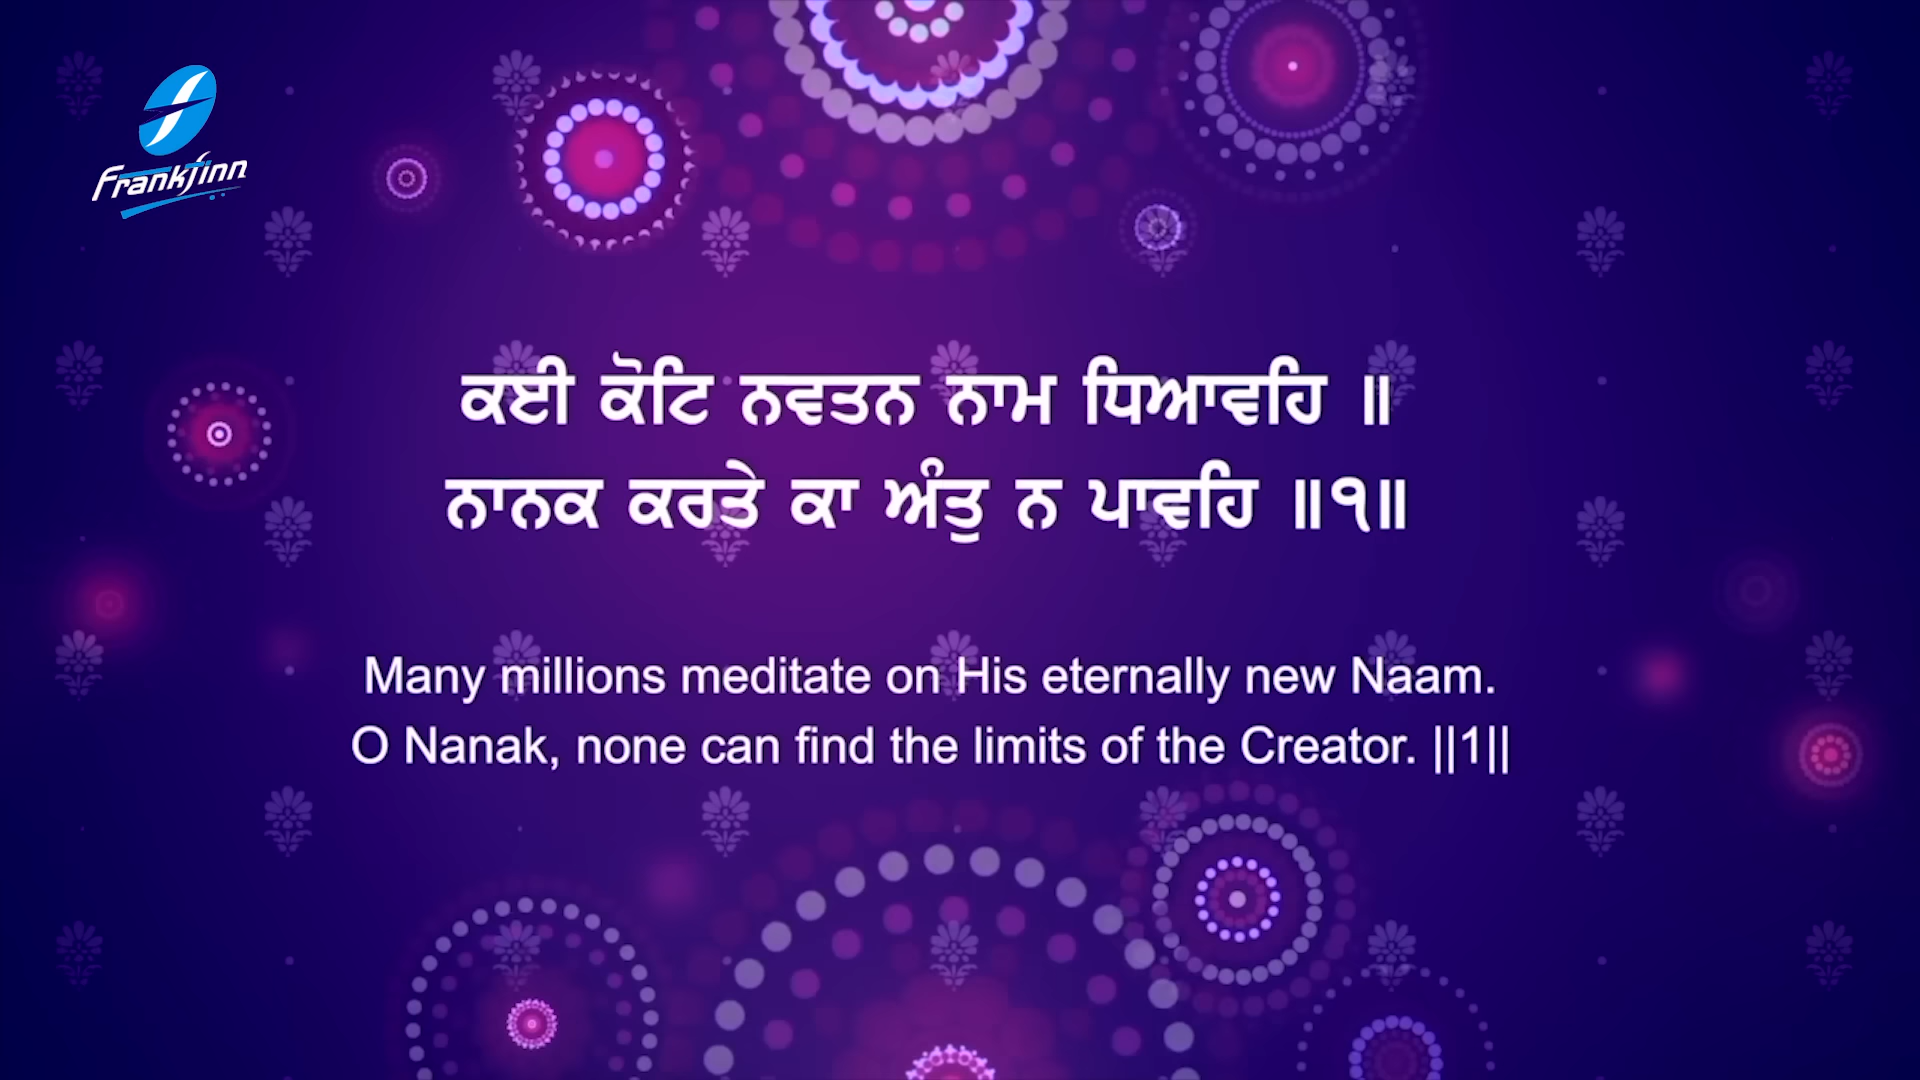 Frankfinn
ਕਈ ਕੋਟਿ ਨਵਤਨ ਨਾਮ ਧਿਆਵਹਿ ॥
ਨਾਨਕ ਕਰਤੇ ਕਾ ਅੰਤੁ ਨ ਪਾਵਹਿ ॥੧॥
Many millions meditate on His eternally new Naam.
O Nanak, none can find the limits of the Creator. ||1||